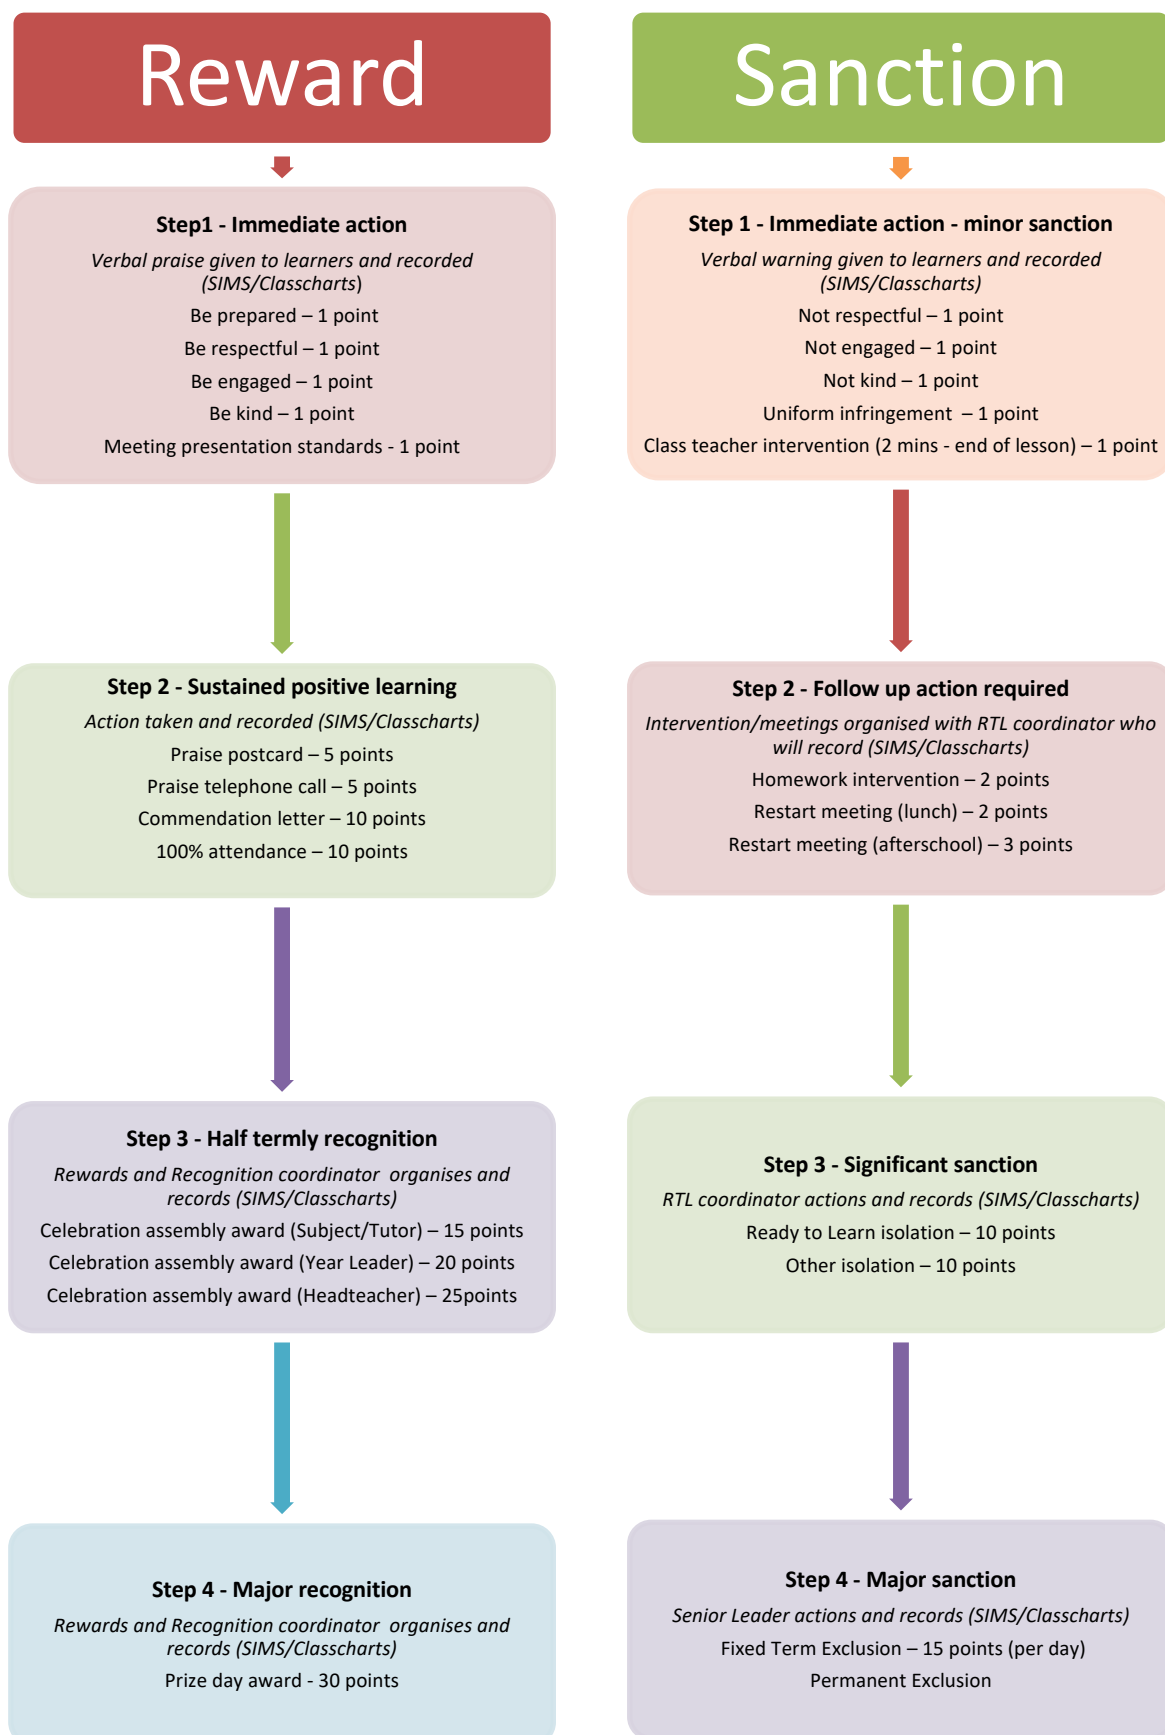 Reward
Step1 - Immediate action
Verbal praise given to learners and recorded
(SIMS/Classcharts)
Be prepared – 1 point
Be respectful – 1 point
Be engaged – 1 point
Be kind – 1 point
Meeting presentation standards - 1 point
Step 2 - Sustained positive learning
Action taken and recorded (SIMS/Classcharts)
Praise postcard – 5 points
Praise telephone call – 5 points
Commendation letter – 10 points
100% attendance – 10 points
Step 3 - Half termly recognition
Rewards and Recognition coordinator organises and
records (SIMS/Classcharts)
Celebration assembly award (Subject/Tutor) – 15 points
Celebration assembly award (Year Leader) – 20 points
Celebration assembly award (Headteacher) – 25points
Step 4 - Major recognition
Rewards and Recognition coordinator organises and
records (SIMS/Classcharts)
Prize day award - 30 points
Sanction
Step 1 - Immediate action - minor sanction
Verbal warning given to learners and recorded
(SIMS/Classcharts)
Not respectful – 1 point
Not engaged – 1 point
Not kind – 1 point
Uniform infringement – 1 point
Class teacher intervention (2 mins - end of lesson) – 1 point
Step 2 - Follow up action required
Intervention/meetings organised with RTL coordinator who
will record (SIMS/Classcharts)
Homework intervention – 2 points
Restart meeting (lunch) – 2 points
Restart meeting (afterschool) – 3 points
Step 3 - Significant sanction
RTL coordinator actions and records (SIMS/Classcharts)
Ready to Learn isolation – 10 points
Other isolation – 10 points
Step 4 - Major sanction
Senior Leader actions and records (SIMS/Classcharts)
Fixed Term Exclusion – 15 points (per day)
Permanent Exclusion